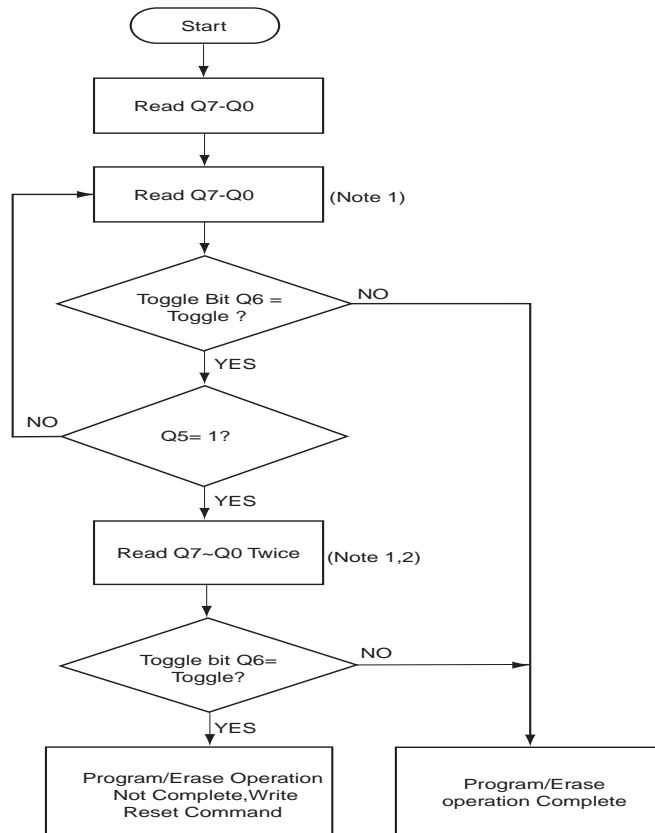 Start
Read Q7-Q0
Read Q7-Q0
(Note 1)
Toggle Bit Q6 =
Toggle ?
NO
YES
NO
Q5= 1?
YES
Read Q7~Q0 Twice
(Note 1,2)
Toggle bit Q6=
Toggle?
NO
YES
Program/Erase Operation
Not Complete,Write
Reset Command
Program/Erase
operation Complete